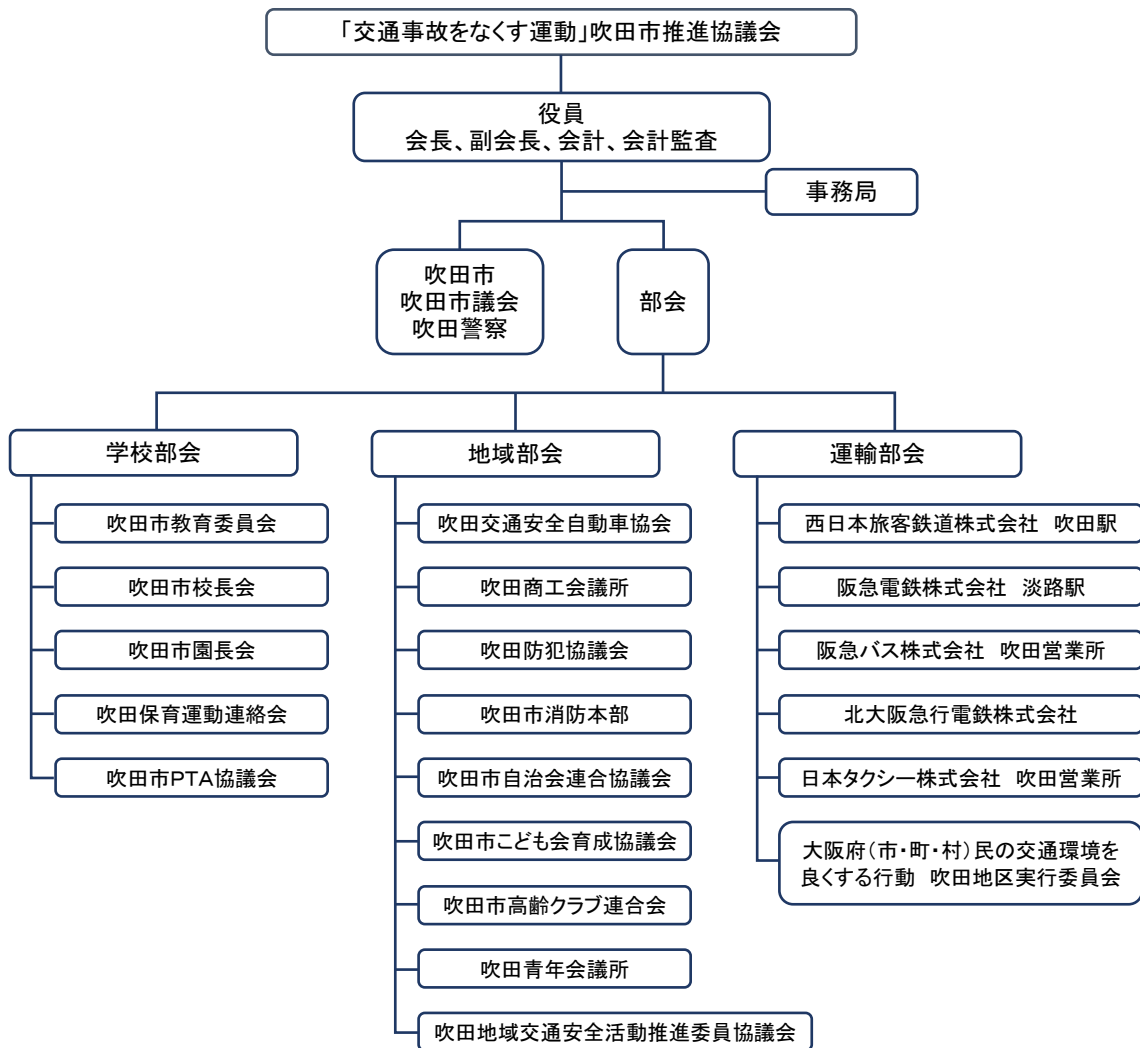 「交通事故をなくす運動」吹田市推進協議会
役員
会長、副会長、会計、会計監査
事務局
吹田市
吹田市議会
吹田警察
部会
学校部会
吹田市教育委員会
吹田市校長会
吹田市園長会
吹田保育運動連絡会
吹田市PTA協議会
地域部会
吹田交通安全自動車協会
吹田商工会議所
吹田防犯協議会
吹田市消防本部
吹田市自治会連合協議会
吹田市こども会育成協議会
吹田市高齢クラブ連合会
吹田青年会議所
吹田地域交通安全活動推進委員協議会
運輸部会
西日本旅客鉄道株式会社　吹田駅
阪急電鉄株式会社　淡路駅
阪急バス株式会社　吹田営業所
北大阪急行電鉄株式会社
日本タクシー株式会社　吹田営業所
大阪府（市・町・村）民の交通環境を
良くする行動　吹田地区実行委員会